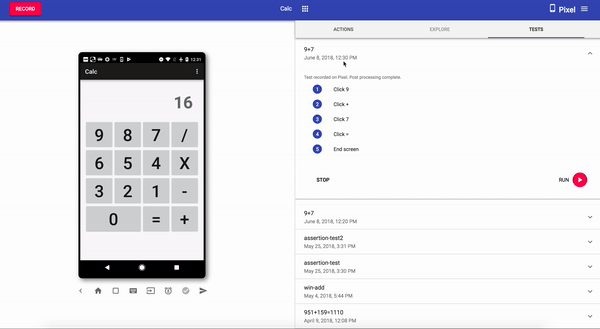 RECORD
Calc
Pixel
ACTIONS
EXPLORE
TESTS
9+7
June 8, 2018, 12:30 PM
Test recorded on Pixel. Post processing complete.
1 Click 9
2 Click +
3 Click 7
4 Click =
5 End screen
STOP
RUN
9+7
June 8, 2018, 12:20 PM
assertion-test2
May 25, 2018, 3:31 PM
assertion-test
May 25, 2018, 3:30 PM
win-add
May 4, 2018, 5:44 PM
951+159=1110
April 9, 2018, 12:08 PM
12:31
Calc
16
9 8 7 /
6 5 4 X
3 2 1 -
0 = +